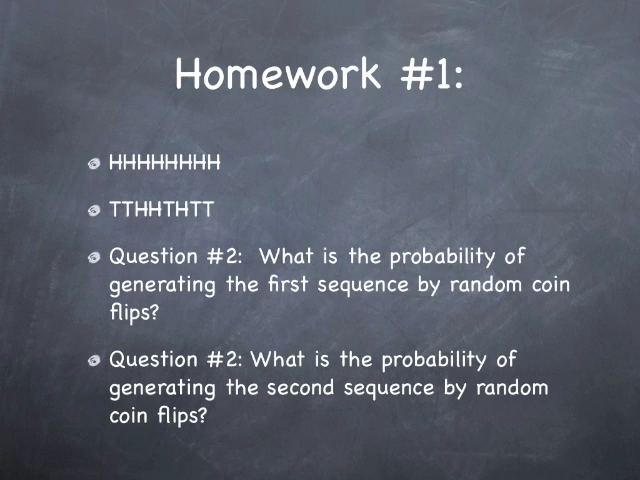 Homework #1:
HHHHHHHH
TTHHTHTT
Question #2:  What is the probability of
generating the first sequence by random coin
flips?
Question #2: What is the probability of
generating the second sequence by random
coin flips?